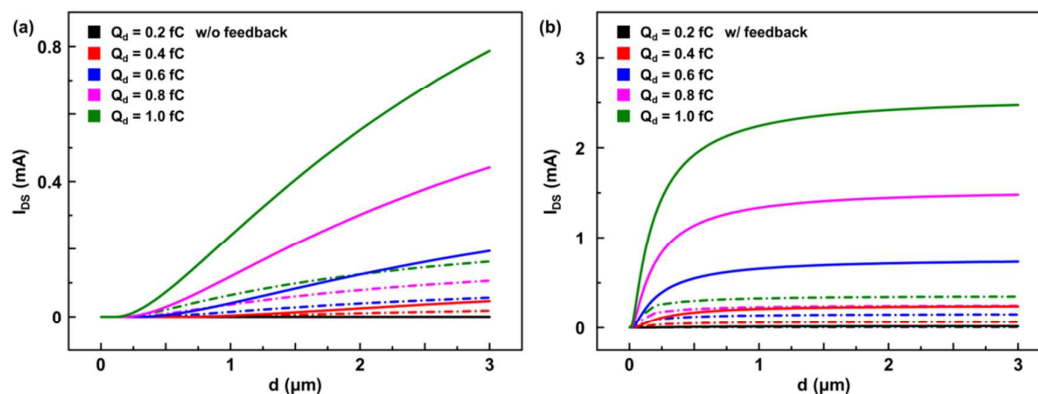 (a)
Q_d = 0.2 fC w/o feedback
Q_d = 0.4 fC
Q_d = 0.6 fC
Q_d = 0.8 fC
Q_d = 1.0 fC
0.8
0.4
0
I_DS (mA)
0 1 2 3
d (µm)
(b)
Q_d = 0.2 fC w/ feedback
Q_d = 0.4 fC
Q_d = 0.6 fC
Q_d = 0.8 fC
Q_d = 1.0 fC
3
2
1
0
I_DS (mA)
0 1 2 3
d (µm)